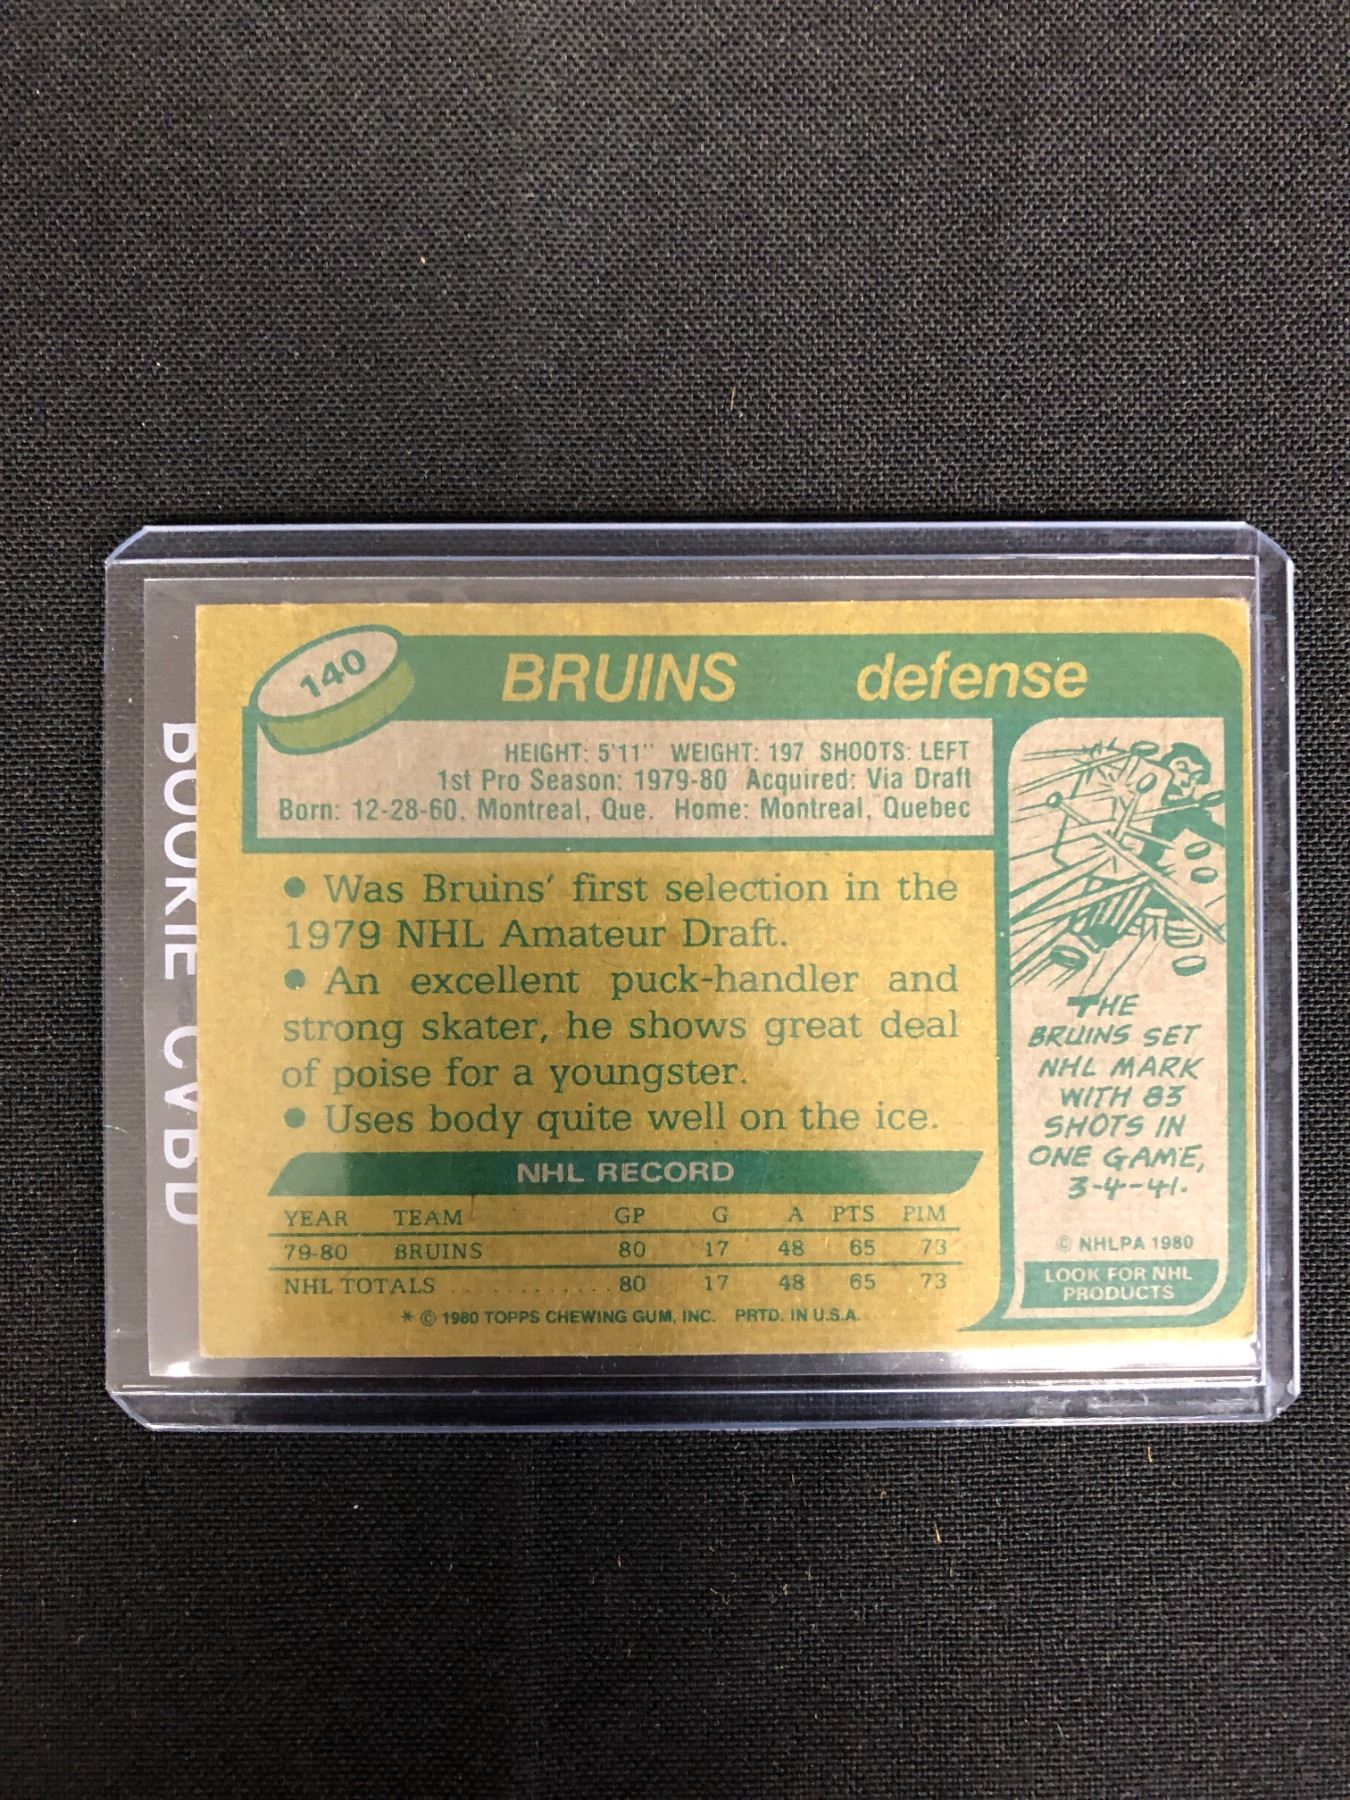 140
BRUINS defense
HEIGHT: 5'11" WEIGHT: 197 SHOOTS: LEFT
1st Pro Season: 1979-80 Acquired: Via Draft
Born: 12-28-60, Montreal, Que. Home: Montreal, Quebec
• Was Bruins' first selection in the
1979 NHL Amateur Draft.
• An excellent puck-handler and
strong skater, he shows great deal
of poise for a youngster.
• Uses body quite well on the ice.
NHL RECORD
YEAR TEAM GP G A PTS PIM
79-80 BRUINS 80 17 48 65 73
NHL TOTALS ............. 80 17 48 65 73
* © 1980 TOPPS CHEWING GUM, INC. PRTD. IN U.S.A.
THE
BRUINS SET
NHL MARK
WITH 83
SHOTS IN
ONE GAME,
3-4-41.
© NHLPA 1980
LOOK FOR NHL
PRODUCTS